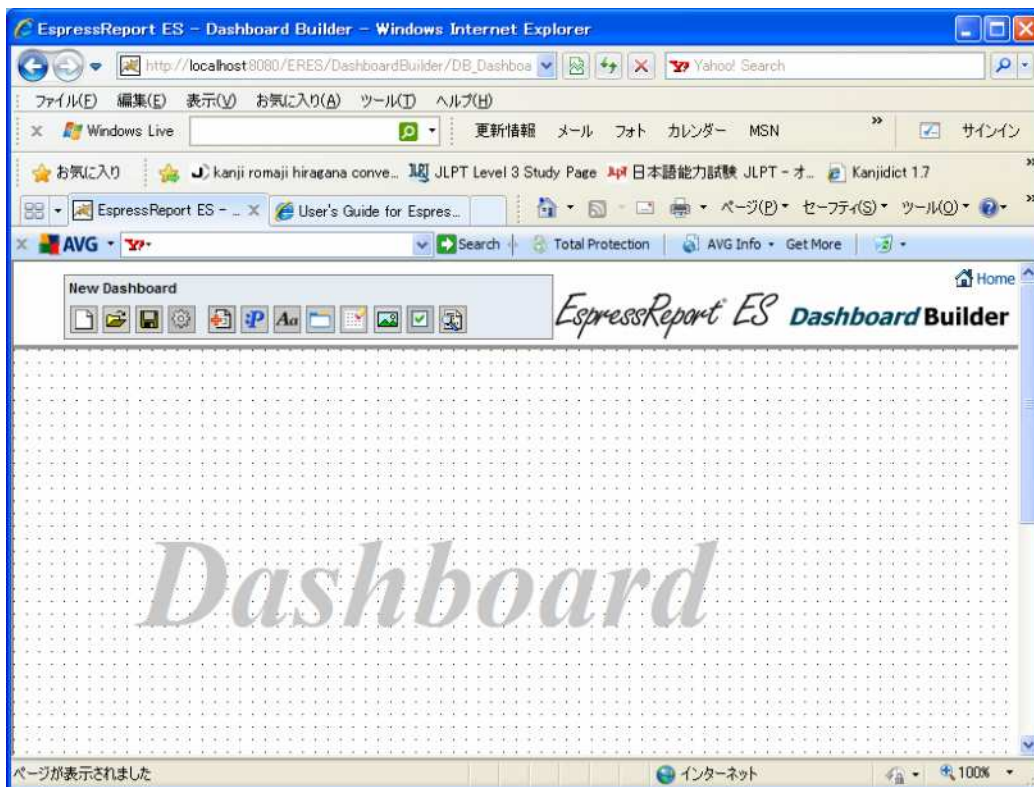 EspressReport ES - Dashboard Builder - Windows Internet Explorer
http://localhost:8080/ERES/DashboardBuilder/DB_Dashboa
Yahoo! Search
ファイル(F) 編集(E) 表示(V) お気に入り(A) ツール(T) ヘルプ(H)
Windows Live 更新情報 メール フォト カレンダー MSN » サインイン
お気に入り kanji romaji hiragana conve... JLPT Level 3 Study Page 日本語能力試験 JLPT - オ... Kanjidict 1.7 »
EspressReport ES - ... User's Guide for Espres... ページ(P) セーフティ(S) ツール(O) »
AVG Search Total Protection AVG Info Get More
New Dashboard
Aa
EspressReport ES Dashboard Builder
Home
Dashboard
ページが表示されました インターネット 100%